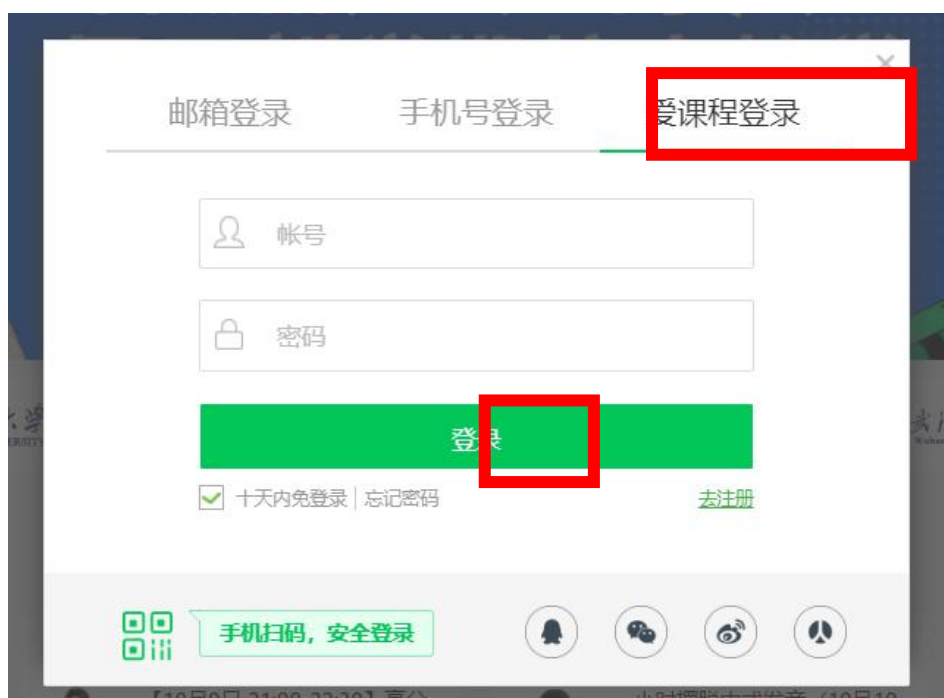 邮箱登录 手机号登录 爱课程登录
帐号
密码
登录
十天内免登录 忘记密码 去注册
手机扫码，安全登录